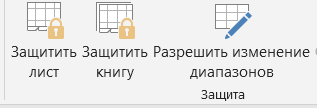 Защитить лист
Защитить книгу
Разрешить изменение диапазонов
Защита